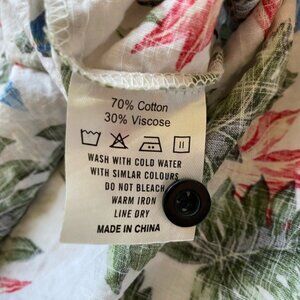 70% Cotton
30% Viscose
WASH WITH COLD WATER
WITH SIMILAR COLOURS
DO NOT BLEACH
WARM IRON
LINE DRY
MADE IN CHINA